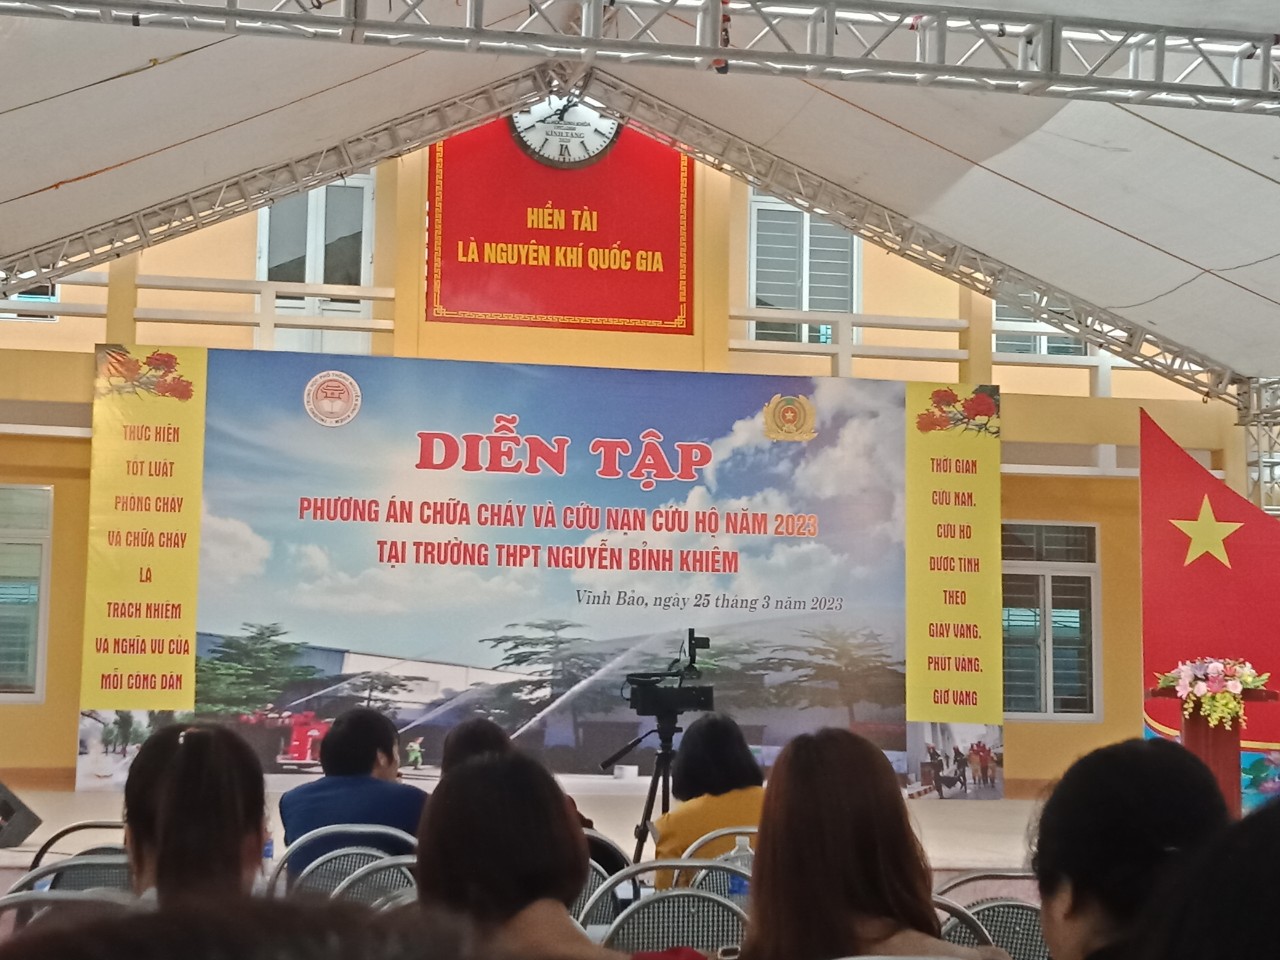 HIỀN TÀI
LÀ NGUYÊN KHÍ QUỐC GIA
DIỄN TẬP
PHƯƠNG ÁN CHỮA CHÁY VÀ CỨU NẠN CỨU HỘ NĂM 2023
TẠI TRƯỜNG THPT NGUYỄN BỈNH KHIÊM
Vĩnh Bảo, ngày 25 tháng 3 năm 2023
THỰC HIỆN
TỐT LUẬT
PHÒNG CHÁY
VÀ CHỮA CHÁY
LÀ
TRÁCH NHIỆM
VÀ NGHĨA VỤ CỦA
MỖI CÔNG DÂN
THỜI GIAN
CỨU NẠN,
CỨU HỘ
ĐƯỢC TÍNH
THEO
GIÂY VÀNG,
PHÚT VÀNG,
GIỜ VÀNG